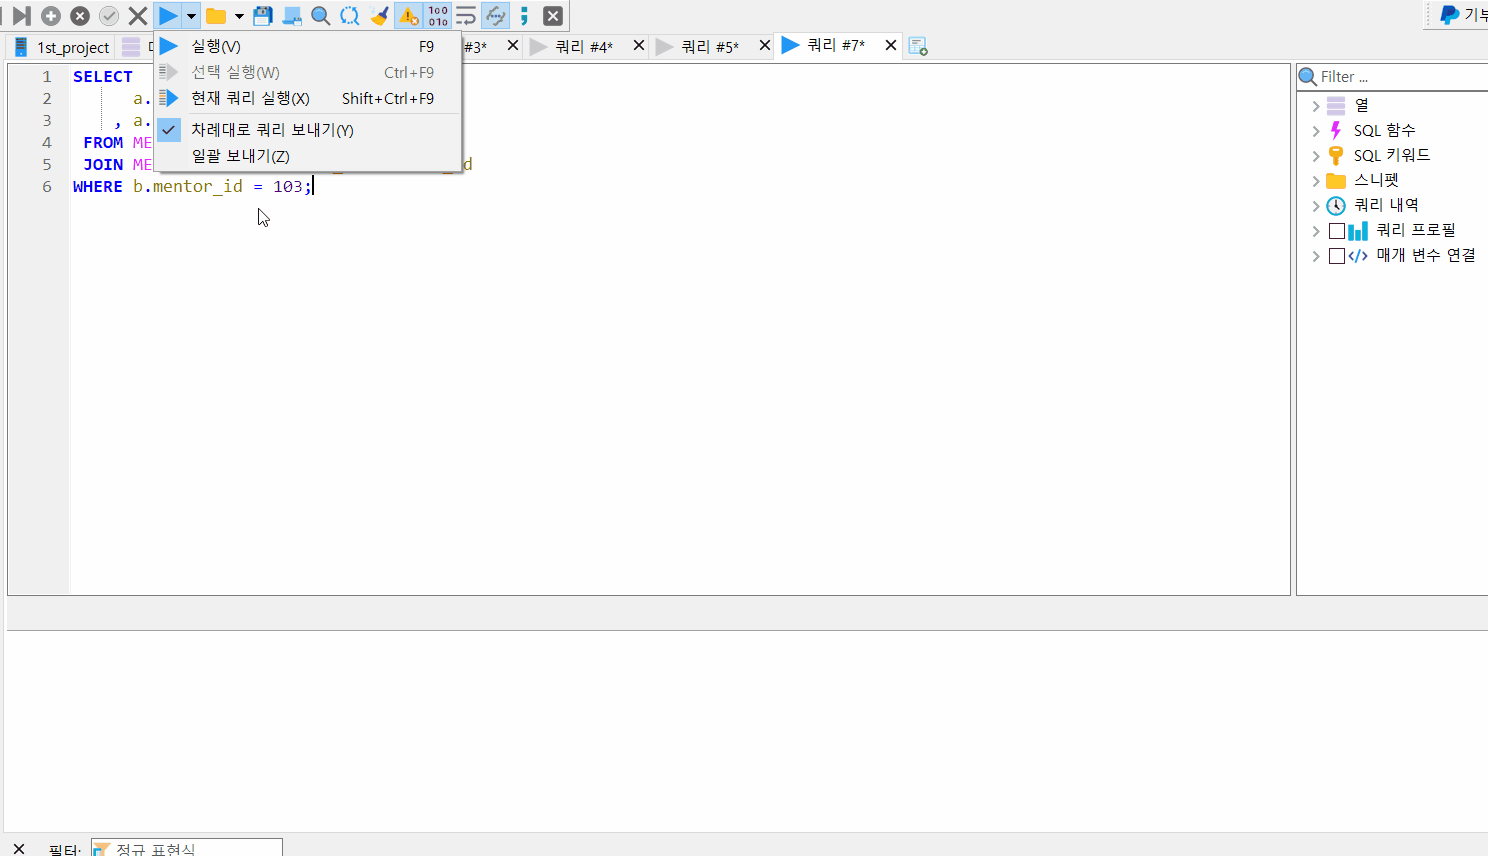 100
010
기부
1st_project
#3*
쿼리 #4*
쿼리 #5*
쿼리 #7*
실행(V) F9
선택 실행(W) Ctrl+F9
현재 쿼리 실행(X) Shift+Ctrl+F9
차례대로 쿼리 보내기(Y)
일괄 보내기(Z)
1 SELECT
2 a.
3 , a.
4 FROM ME
5 JOIN ME d
6 WHERE b.mentor_id = 103;
Filter ...
열
SQL 함수
SQL 키워드
스니펫
쿼리 내역
쿼리 프로필
매개 변수 연결
필터: 정규 표현식